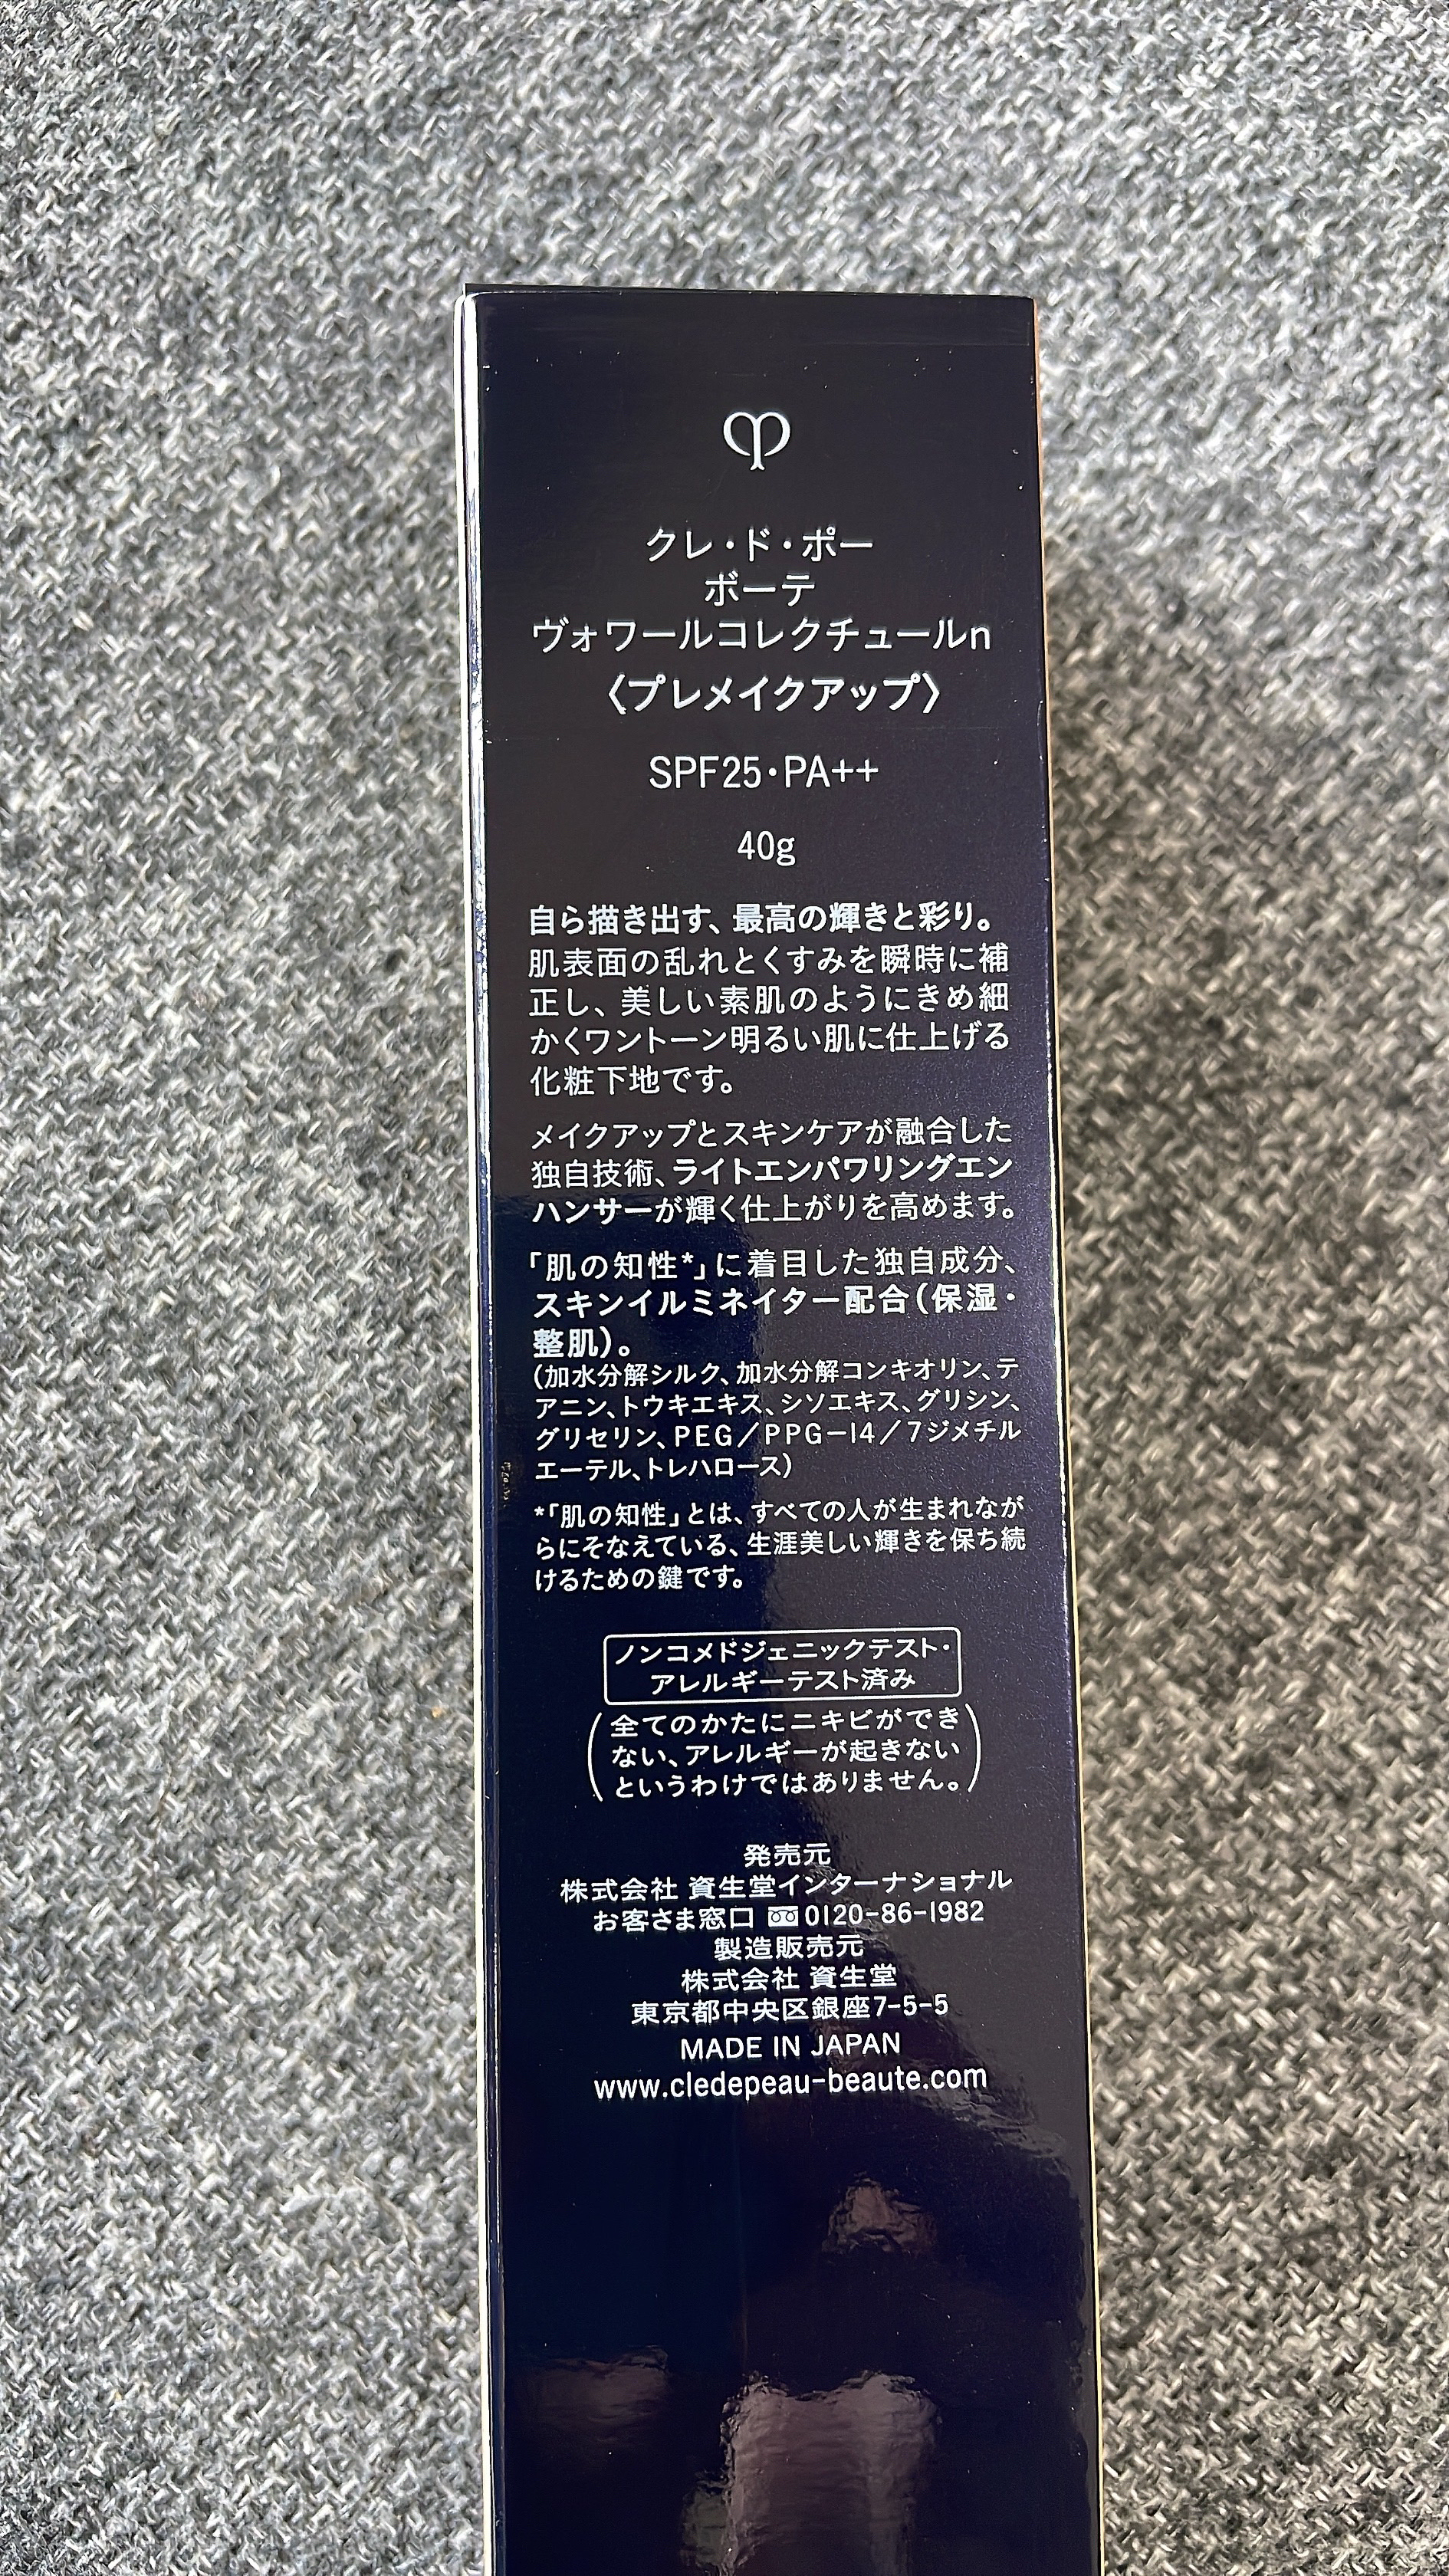 クレ・ド・ポー
ボーテ
ヴォワールコレクチュールn
〈プレメイクアップ〉
SPF25・PA++
40g
自ら描き出す、最高の輝きと彩り。
肌表面の乱れとくすみを瞬時に補
正し、美しい素肌のようにきめ細
かくワントーン明るい肌に仕上げる
化粧下地です。
メイクアップとスキンケアが融合した
独自技術、ライトエンパワリングエン
ハンサーが輝く仕上がりを高めます。
「肌の知性*」に着目した独自成分、
スキンイルミネイター配合（保湿・
整肌）。
(加水分解シルク、加水分解コンキオリン、テ
アニン、トウキエキス、シソエキス、グリシン、
グリセリン、PEG／PPG－14／7ジメチル
エーテル、トレハロース)
*「肌の知性」とは、すべての人が生まれなが
らにそなえている、生涯美しい輝きを保ち続
けるための鍵です。
ノンコメドジェニックテスト・
アレルギーテスト済み
(全てのかたにニキビができ
ない、アレルギーが起きない
というわけではありません。)
発売元
株式会社 資生堂インターナショナル
お客さま窓口 0120-86-1982
製造販売元
株式会社 資生堂
東京都中央区銀座7-5-5
MADE IN JAPAN
www.cledepeau-beaute.com